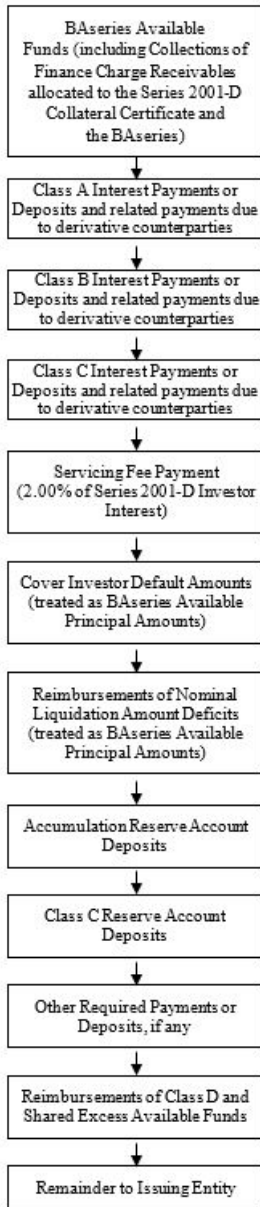 BAseries Available
Funds (including Collections of
Finance Charge Receivables
allocated to the Series 2001-D
Collateral Certificate and
the BAseries)
Class A Interest Payments or
Deposits and related payments due
to derivative counterparties
Class B Interest Payments or
Deposits and related payments due
to derivative counterparties
Class C Interest Payments or
Deposits and related payments due
to derivative counterparties
Servicing Fee Payment
(2.00% of Series 2001-D Investor
Interest)
Cover Investor Default Amounts
(treated as BAseries Available
Principal Amounts)
Reimbursements of Nominal
Liquidation Amount Deficits
(treated as BAseries Available
Principal Amounts)
Accumulation Reserve Account
Deposits
Class C Reserve Account
Deposits
Other Required Payments or
Deposits, if any
Reimbursements of Class D and
Shared Excess Available Funds
Remainder to Issuing Entity